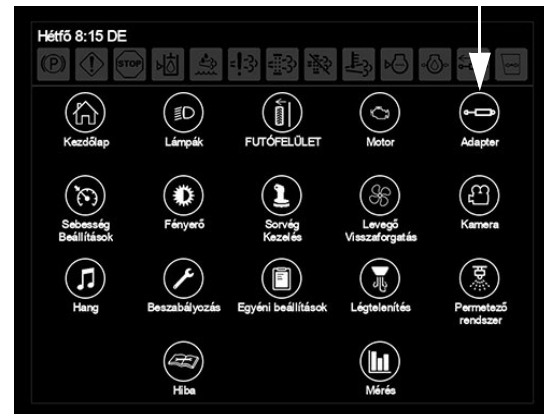 Hétfő 8:15 DE
(P) STOP
Kezdőlap Lámpák FUTÓFELÜLET Motor Adapter
Sebesség Beállítások Fényerő Sorvég Kezelés Levegő Visszaforgatás Kamera
Hang Beszabályozás Egyéni beállítások Légtelenítés Permetező rendszer
Hiba Mérés